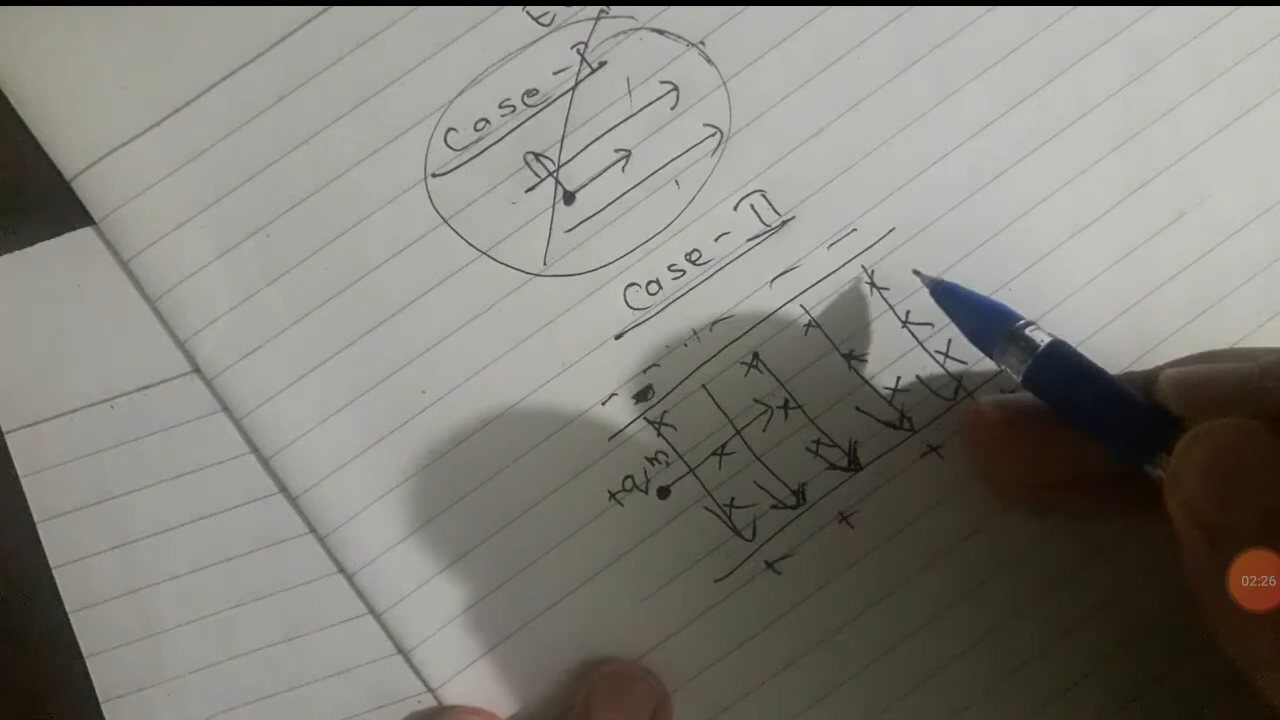 Case-I
Case-II
- - - - -
x x x
x x x x
x x x x
+q, m
+ + +
02:26